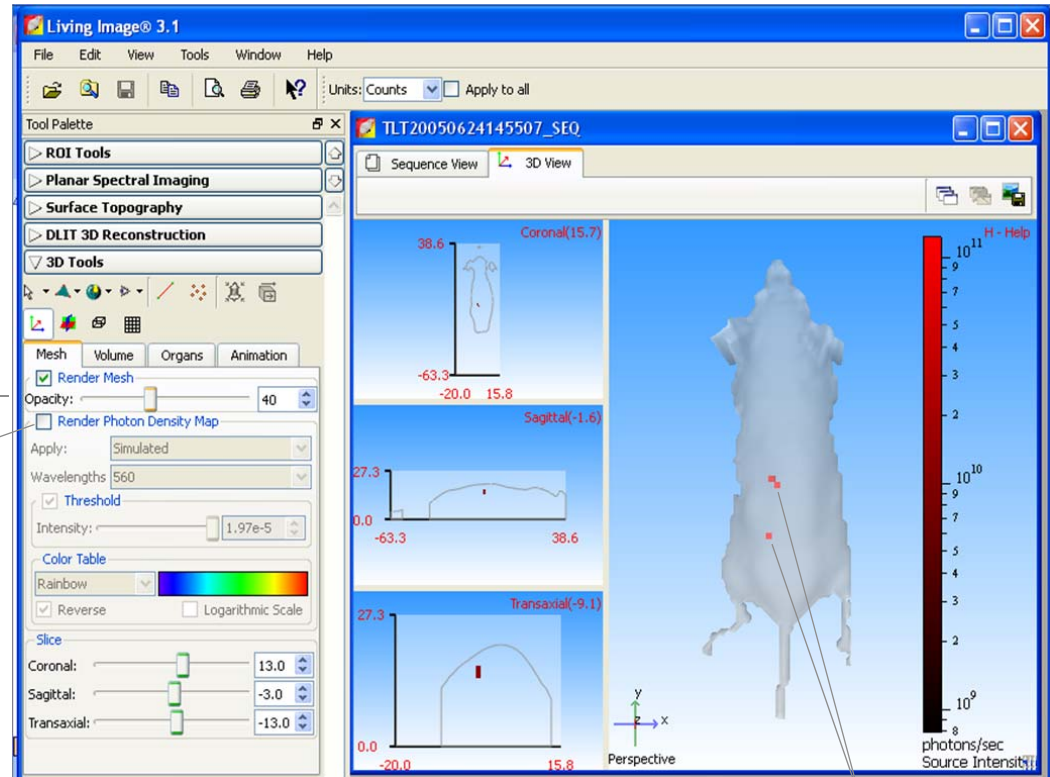 Living Image® 3.1
File Edit View Tools Window Help
Units: Counts Apply to all
Tool Palette
ROI Tools
Planar Spectral Imaging
Surface Topography
DLIT 3D Reconstruction
3D Tools
Mesh Volume Organs Animation
Render Mesh
Opacity: 40
Render Photon Density Map
Apply: Simulated
Wavelengths 560
Threshold
Intensity: 1.97e-5
Color Table
Rainbow
Reverse Logarithmic Scale
Slice
Coronal: 13.0
Sagittal: -3.0
Transaxial: -13.0
TLT20050624145507_SEQ
Sequence View 3D View
Coronal(15.7)
38.6
-63.3
-20.0 15.8
Sagittal(-1.6)
27.3
0.0
-63.3 38.6
Transaxial(-9.1)
27.3
0.0
-20.0 15.8
H - Help
10^11
9
7
5
4
3
2
10^10
9
7
5
4
3
2
10^9
8
photons/sec
Source Intensity
y
z x
Perspective